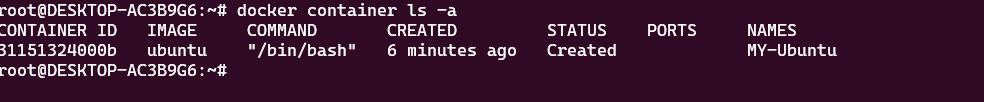 root@DESKTOP-AC3B9G6:~# docker container ls -a
CONTAINER ID   IMAGE     COMMAND       CREATED         STATUS    PORTS     NAMES
31151324000b   ubuntu    "/bin/bash"   6 minutes ago   Created             MY-Ubuntu
root@DESKTOP-AC3B9G6:~#